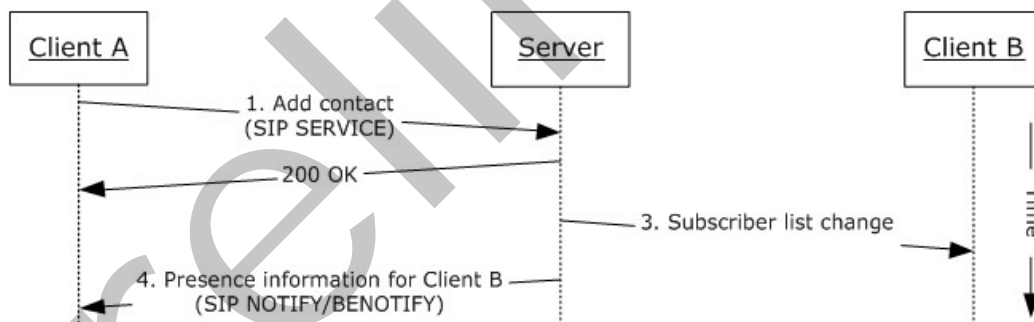 Client A
Server
Client B
1. Add contact
(SIP SERVICE)
200 OK
3. Subscriber list change
4. Presence information for Client B
(SIP NOTIFY/BENOTIFY)
Time